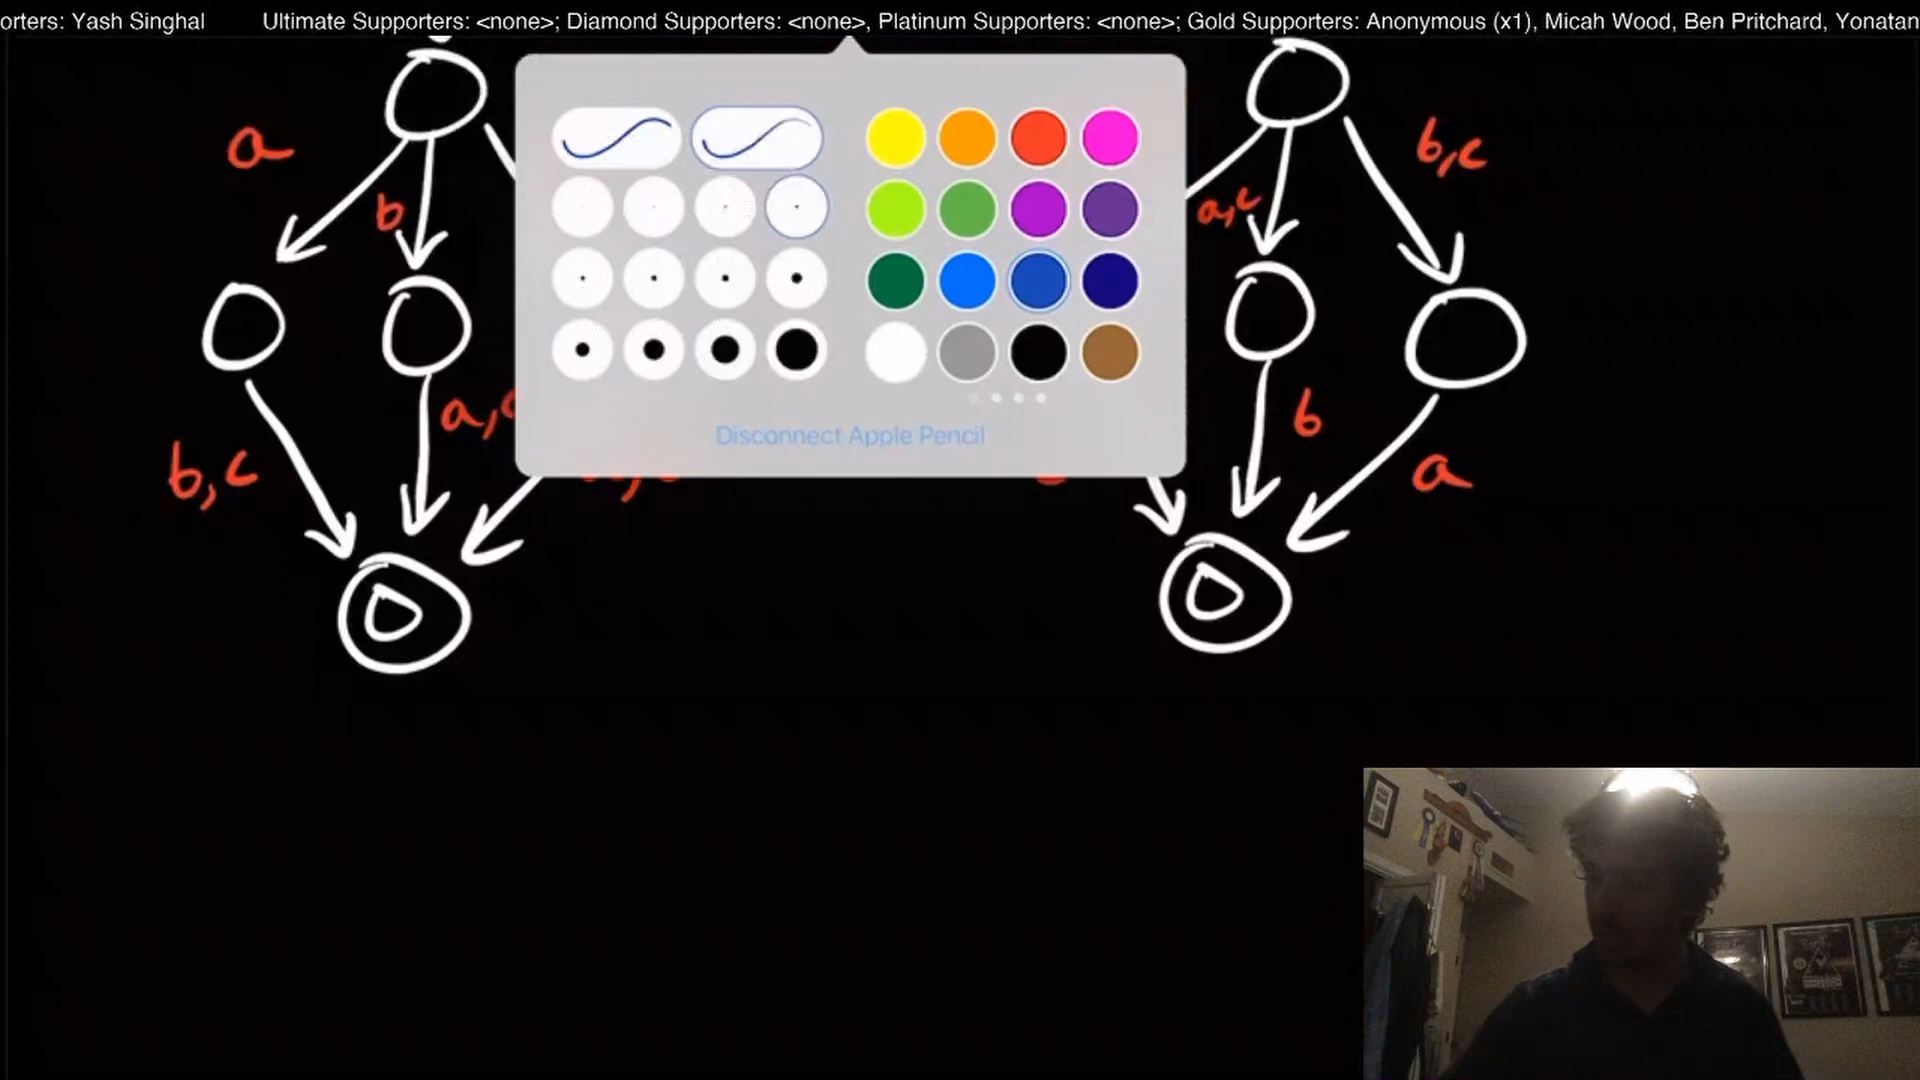 orters: Yash Singhal Ultimate Supporters: <none>; Diamond Supporters: <none>, Platinum Supporters: <none>; Gold Supporters: Anonymous (x1), Micah Wood, Ben Pritchard, Yonatan
a
b,c
b
a,c
a,
b
b,c
a
Disconnect Apple Pencil